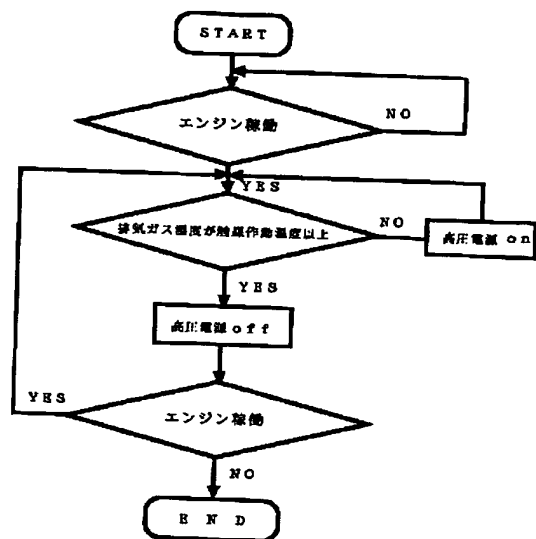 START
エンジン稼働
NO
YES
排気ガス温度が触媒作動温度以上
NO
高圧電源 on
YES
高圧電源 off
YES
エンジン稼働
NO
END